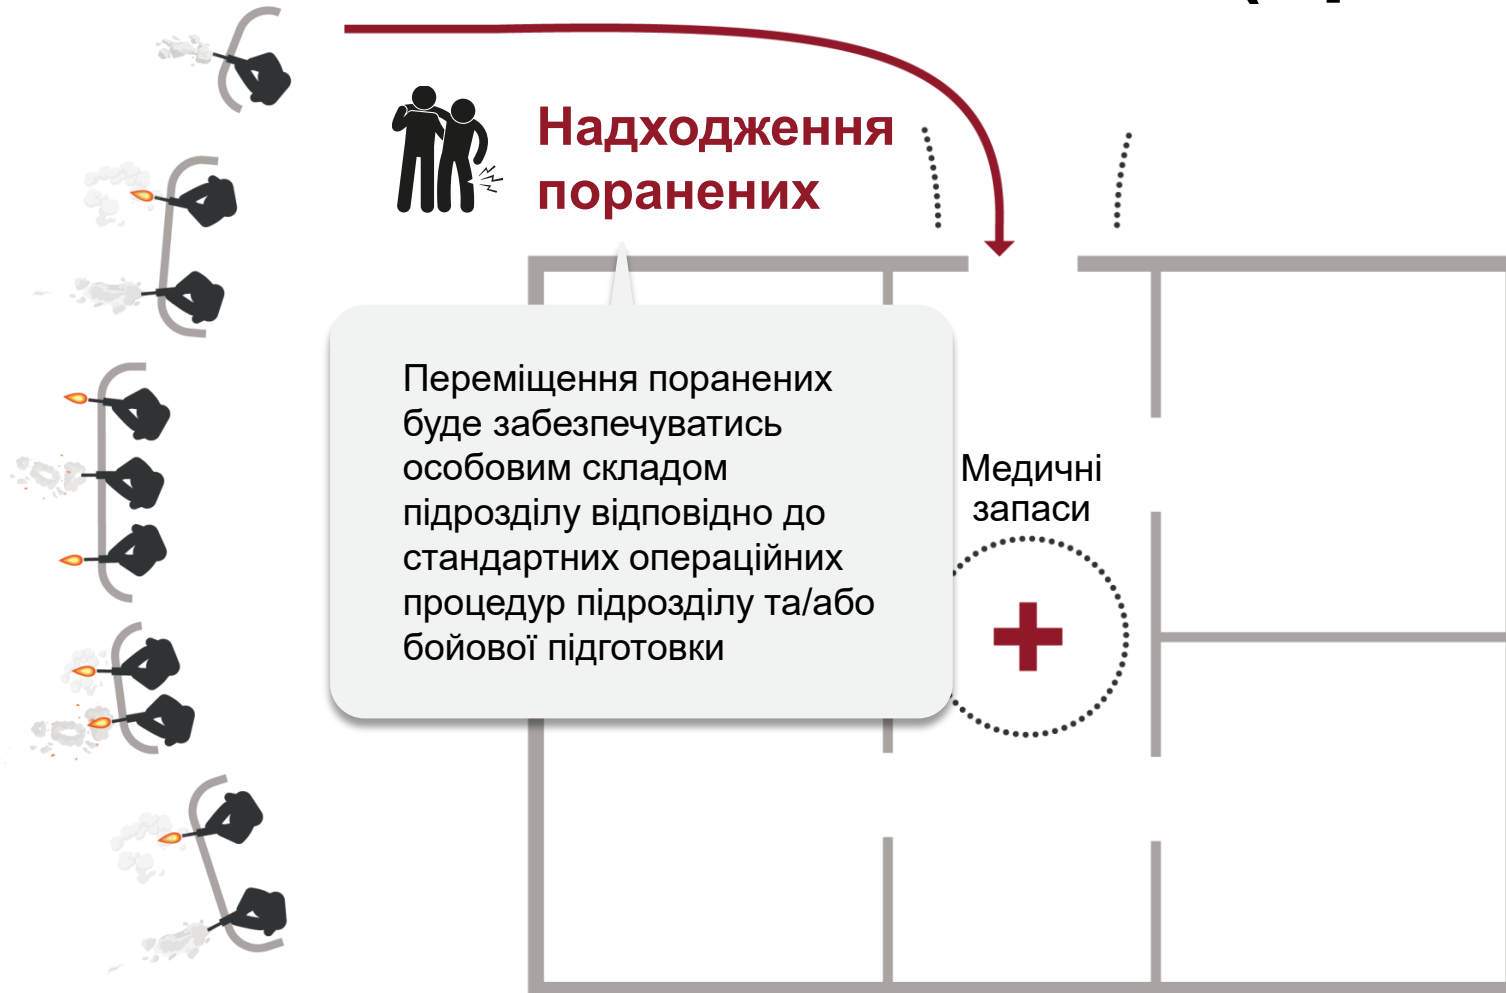 Надходження
поранених
Переміщення поранених
буде забезпечуватись
особовим складом
підрозділу відповідно до
стандартних операційних
процедур підрозділу та/або
бойової підготовки
Медичні
запаси